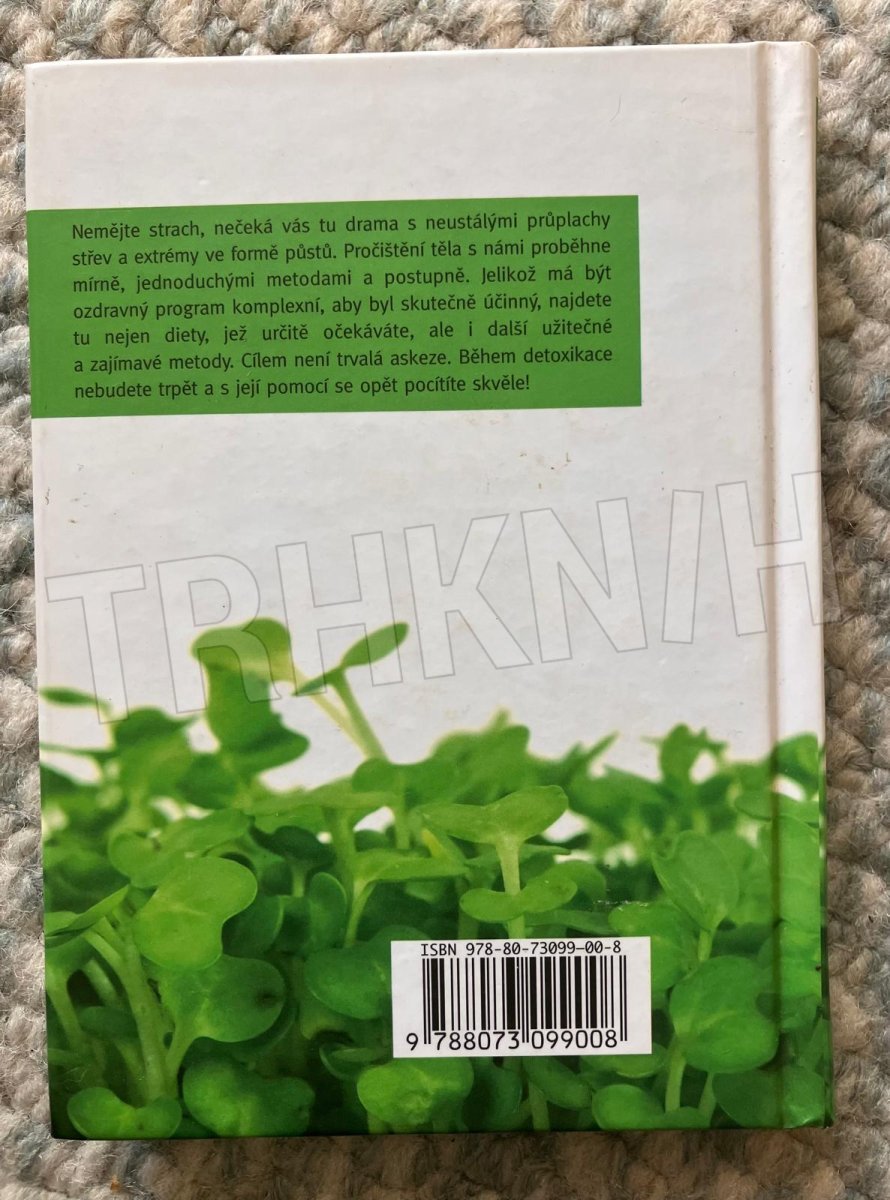 Nemějte strach, nečeká vás tu drama s neustálými průplachy
střev a extrémy ve formě půstů. Pročištění těla s námi proběhne
mírně, jednoduchými metodami a postupně. Jelikož má být
ozdravný program komplexní, aby byl skutečně účinný, najdete
tu nejen diety, jež určitě očekáváte, ale i další užitečné
a zajímavé metody. Cílem není trvalá askeze. Během detoxikace
nebudete trpět a s její pomocí se opět pocítíte skvěle!
TRHKNIH
ISBN 978-80-73099-00-8
9 788073 099008